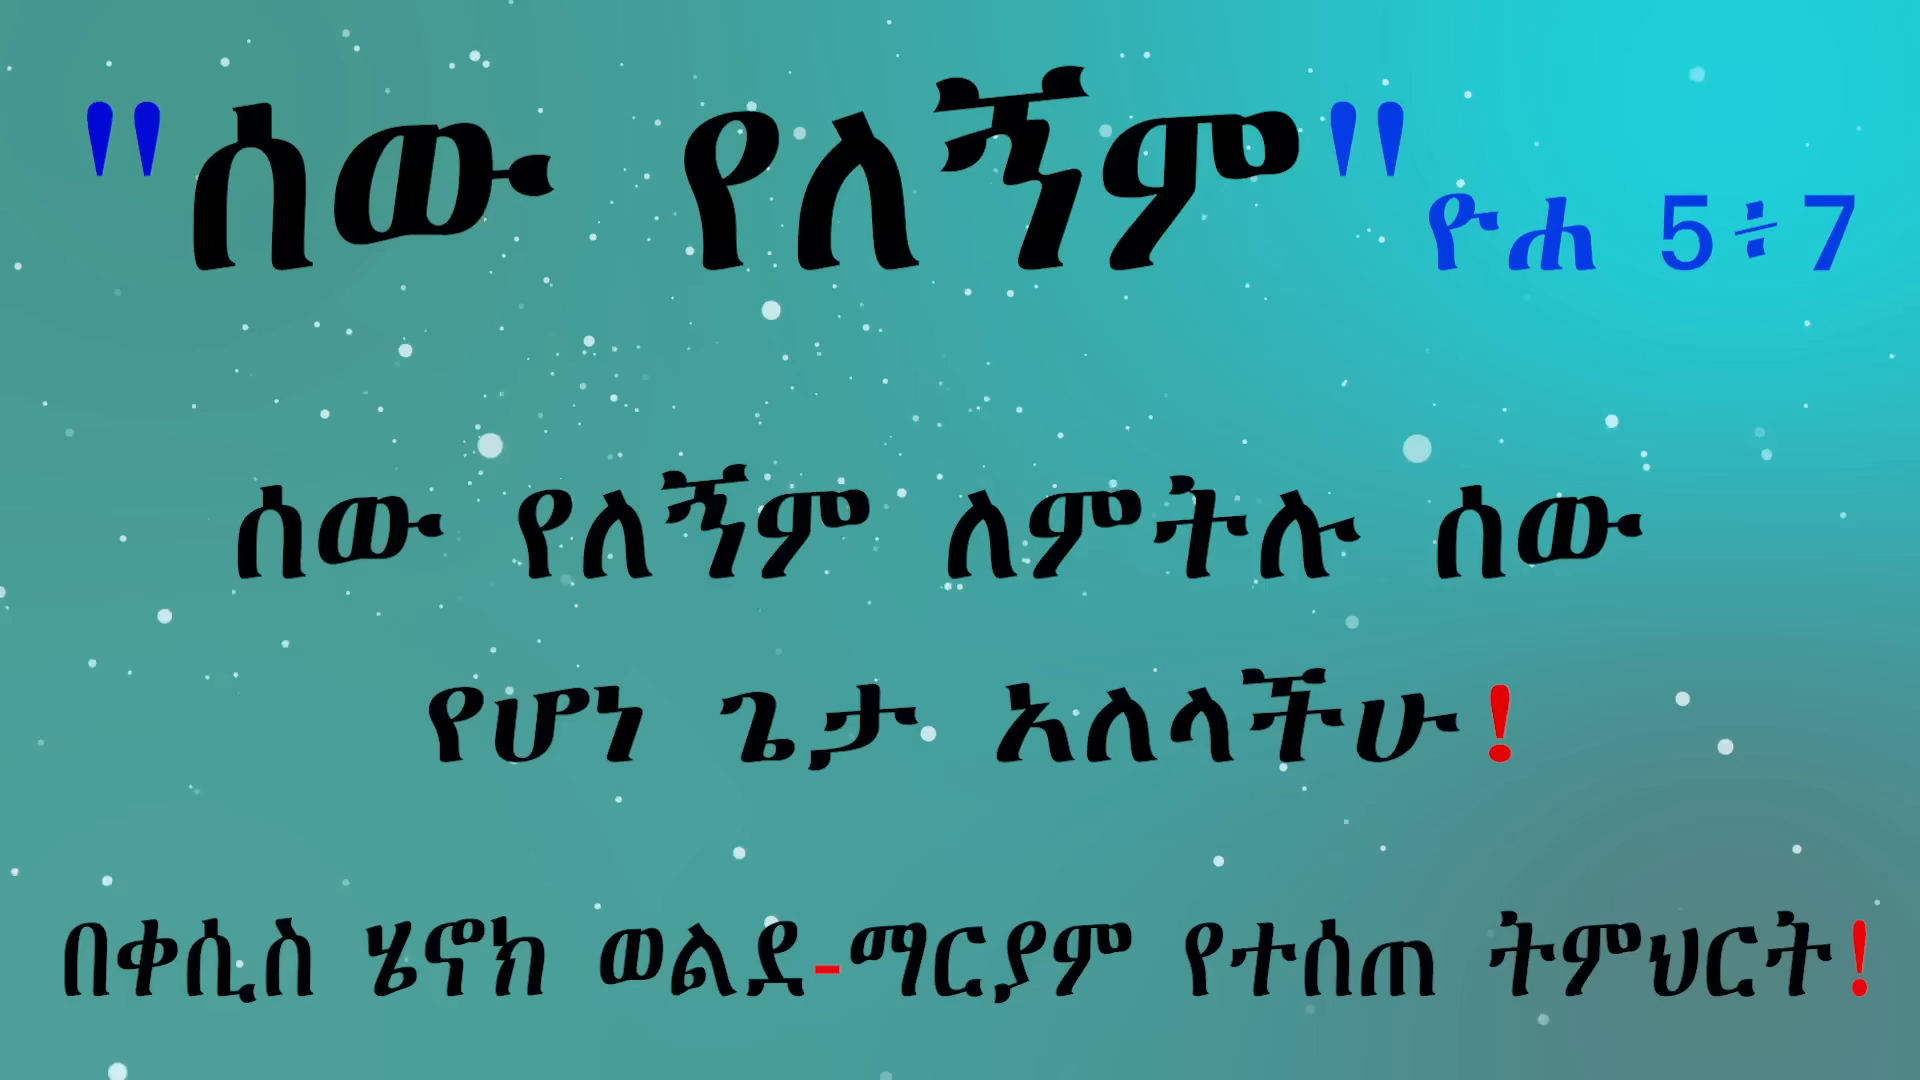 "ሰው የለኝም" ዮሐ 5÷7
ሰው የለኝም ለምትሉ ሰው
የሆነ ጌታ አለላችሁ!
በቀሲስ ሄኖክ ወልደ-ማርያም የተሰጠ ትምህርት!